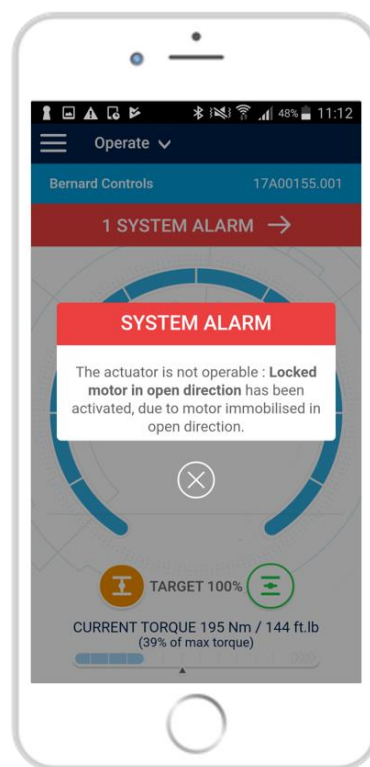 48% 11:12
Operate
Bernard Controls 17A00155.001
1 SYSTEM ALARM →
SYSTEM ALARM
The actuator is not operable : Locked
motor in open direction has been
activated, due to motor immobilised in
open direction.
TARGET 100%
CURRENT TORQUE 195 Nm / 144 ft.lb
(39% of max torque)